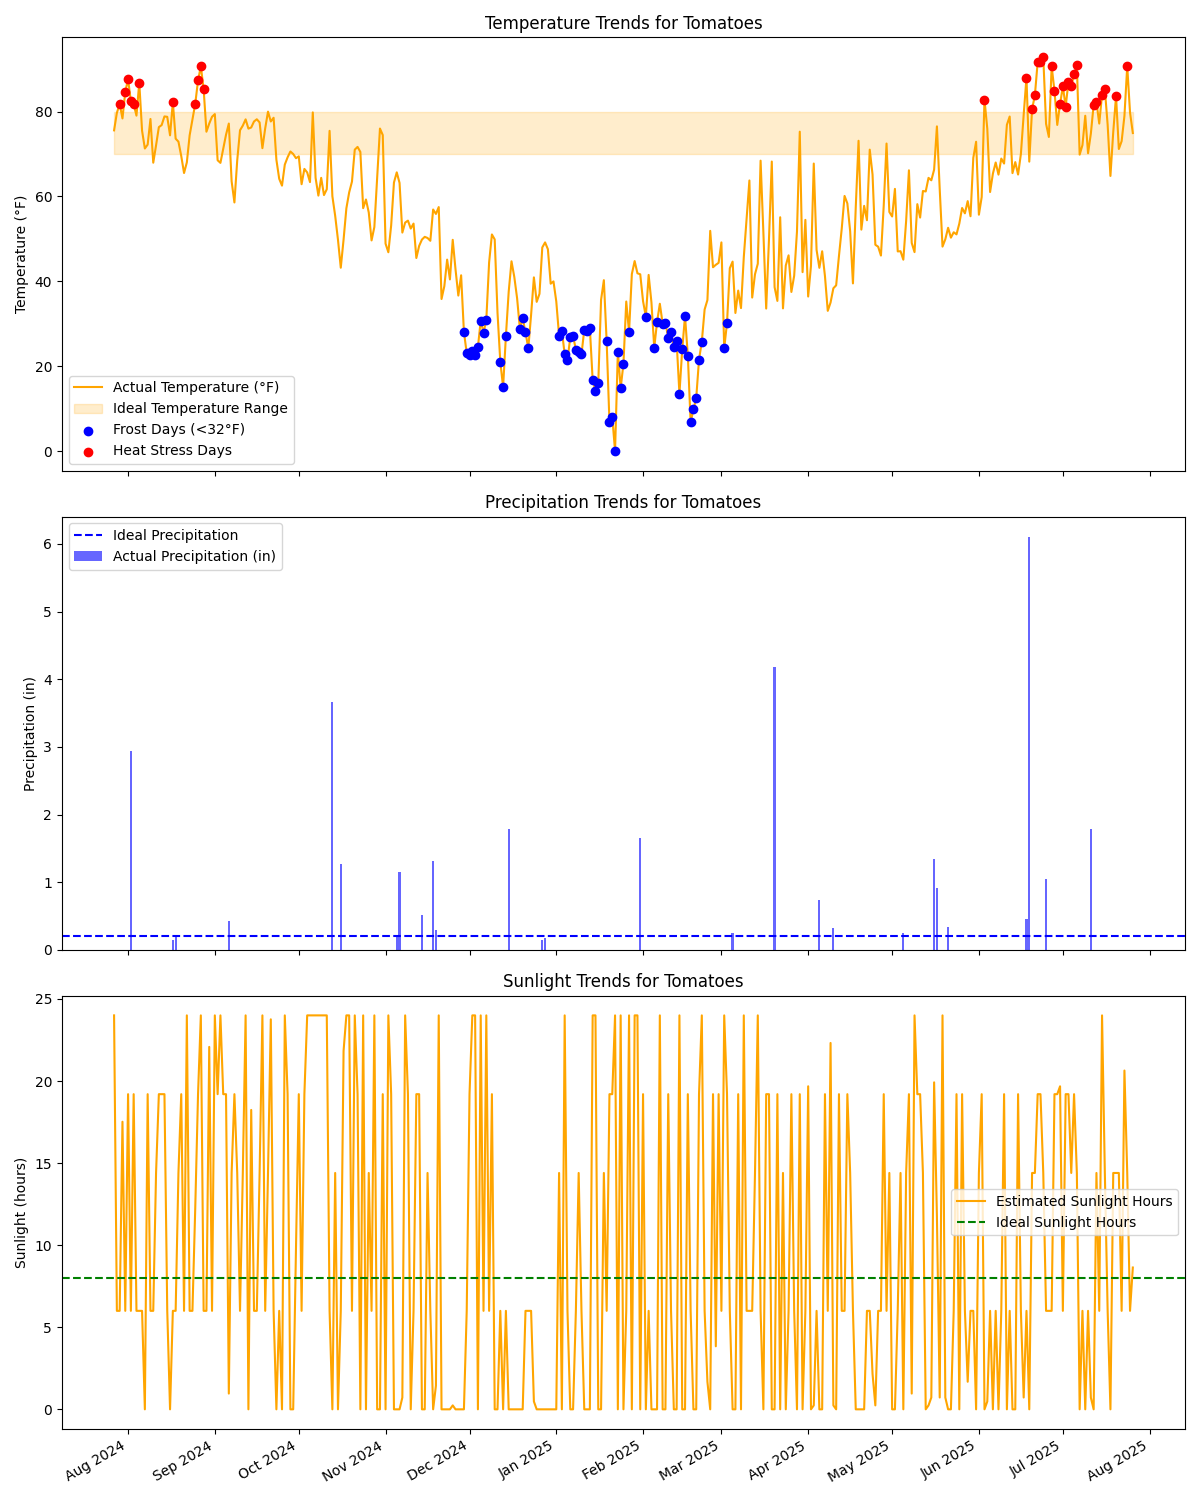 Temperature Trends for Tomatoes
Temperature (°F)
80
60
40
20
0
Actual Temperature (°F)
Ideal Temperature Range
Frost Days (<32°F)
Heat Stress Days
Precipitation Trends for Tomatoes
Precipitation (in)
6
5
4
3
2
1
0
Ideal Precipitation
Actual Precipitation (in)
Sunlight Trends for Tomatoes
Sunlight (hours)
25
20
15
10
5
0
Estimated Sunlight Hours
Ideal Sunlight Hours
Aug 2024
Sep 2024
Oct 2024
Nov 2024
Dec 2024
Jan 2025
Feb 2025
Mar 2025
Apr 2025
May 2025
Jun 2025
Jul 2025
Aug 2025